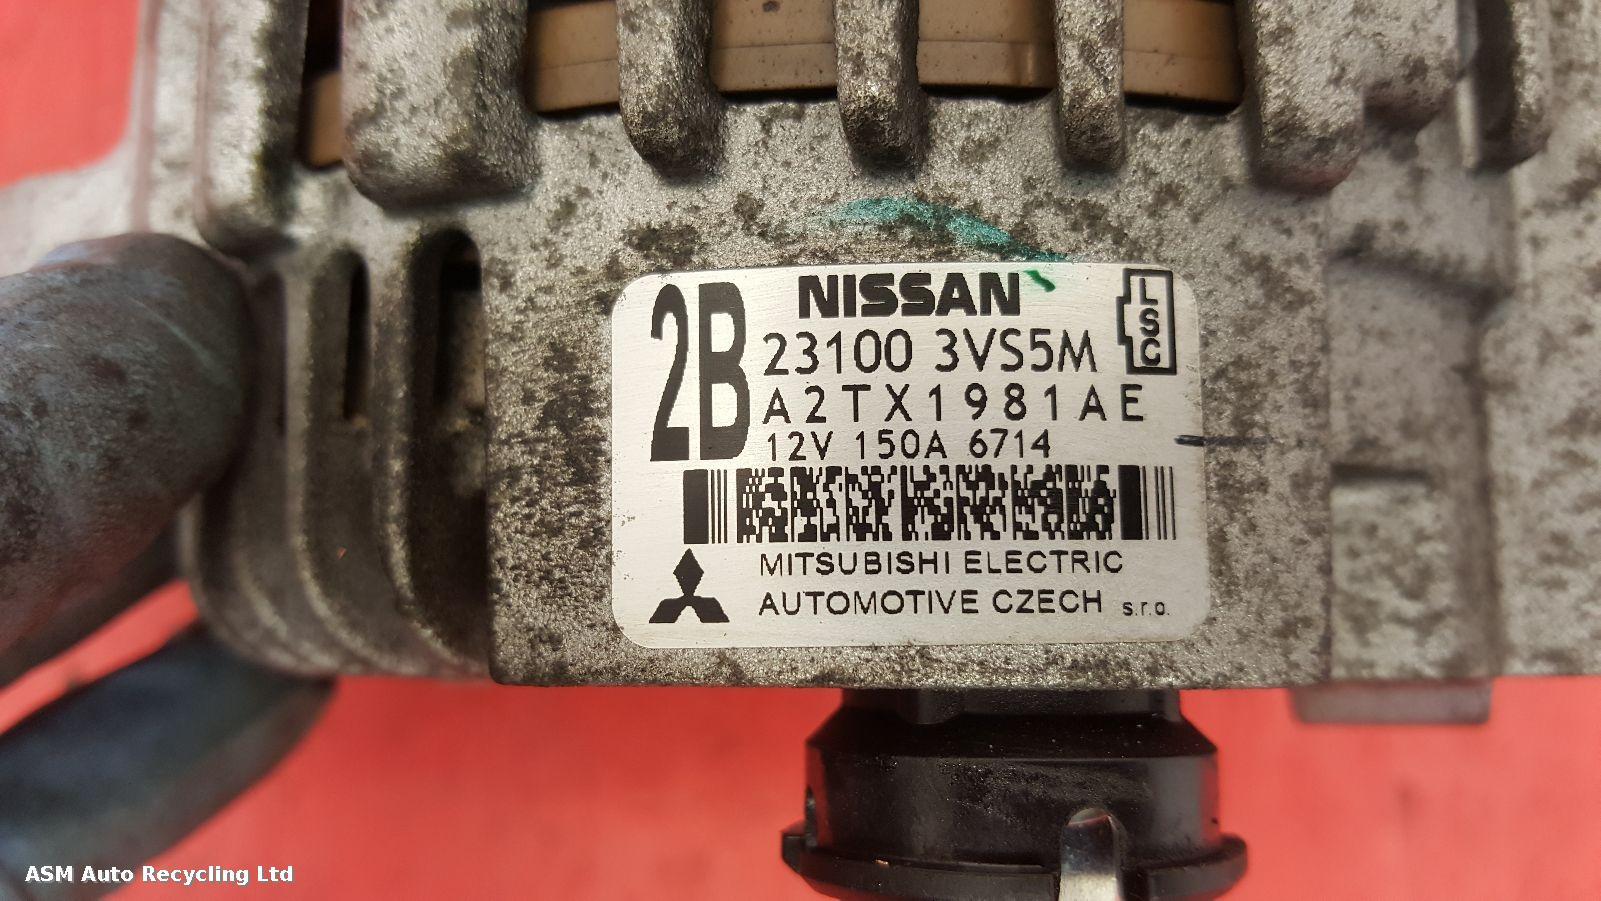 2B
NISSAN
LSC
23100 3VS5M
A2TX1981AE
12V 150A 6714
MITSUBISHI ELECTRIC
AUTOMOTIVE CZECH s.r.o.
ASM Auto Recycling Ltd